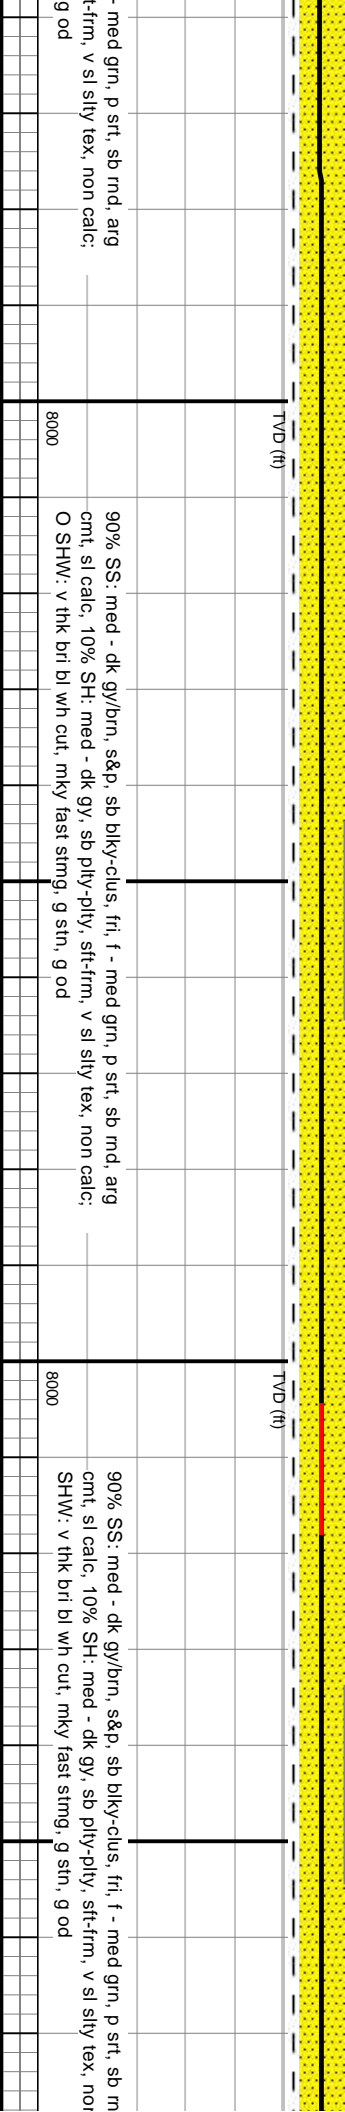 - med grn, p srt, sb rnd, arg
t-frm, v sl slty tex, non calc;
g od
TVD (ft)
8000
90% SS: med - dk gy/brn, s&p, sb blky-clus, fri, f - med grn, p srt, sb rnd, arg
cmt, sl calc, 10% SH: med - dk gy, sb plty-plty, sft-frm, v sl slty tex, non calc;
O SHW: v thk bri bl wh cut, mky fast stmg, g stn, g od
TVD (ft)
8000
90% SS: med - dk gy/brn, s&p, sb blky-clus, fri, f - med grn, p srt, sb rn
cmt, sl calc, 10% SH: med - dk gy, sb plty-plty, sft-frm, v sl slty tex, nor
SHW: v thk bri bl wh cut, mky fast stmg, g stn, g od